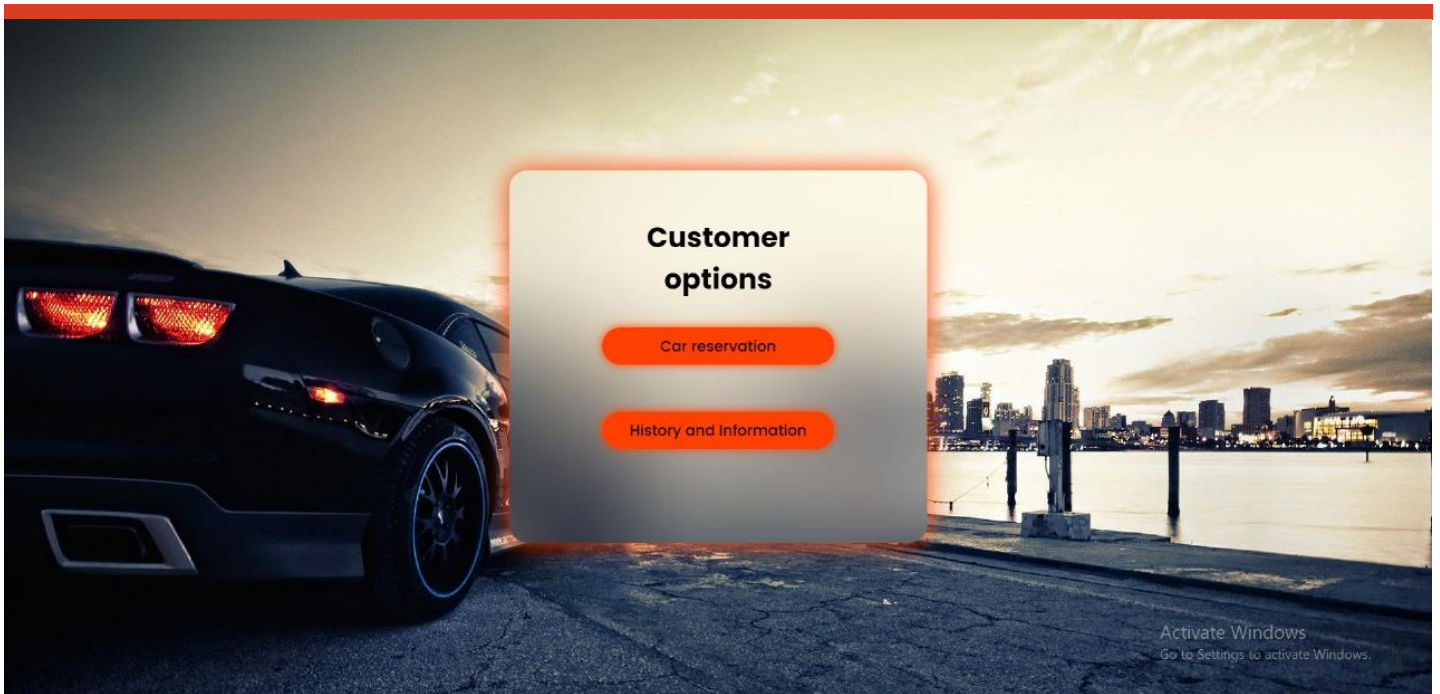 Customer
options
Car reservation
History and Information
Activate Windows
Go to Settings to activate Windows.